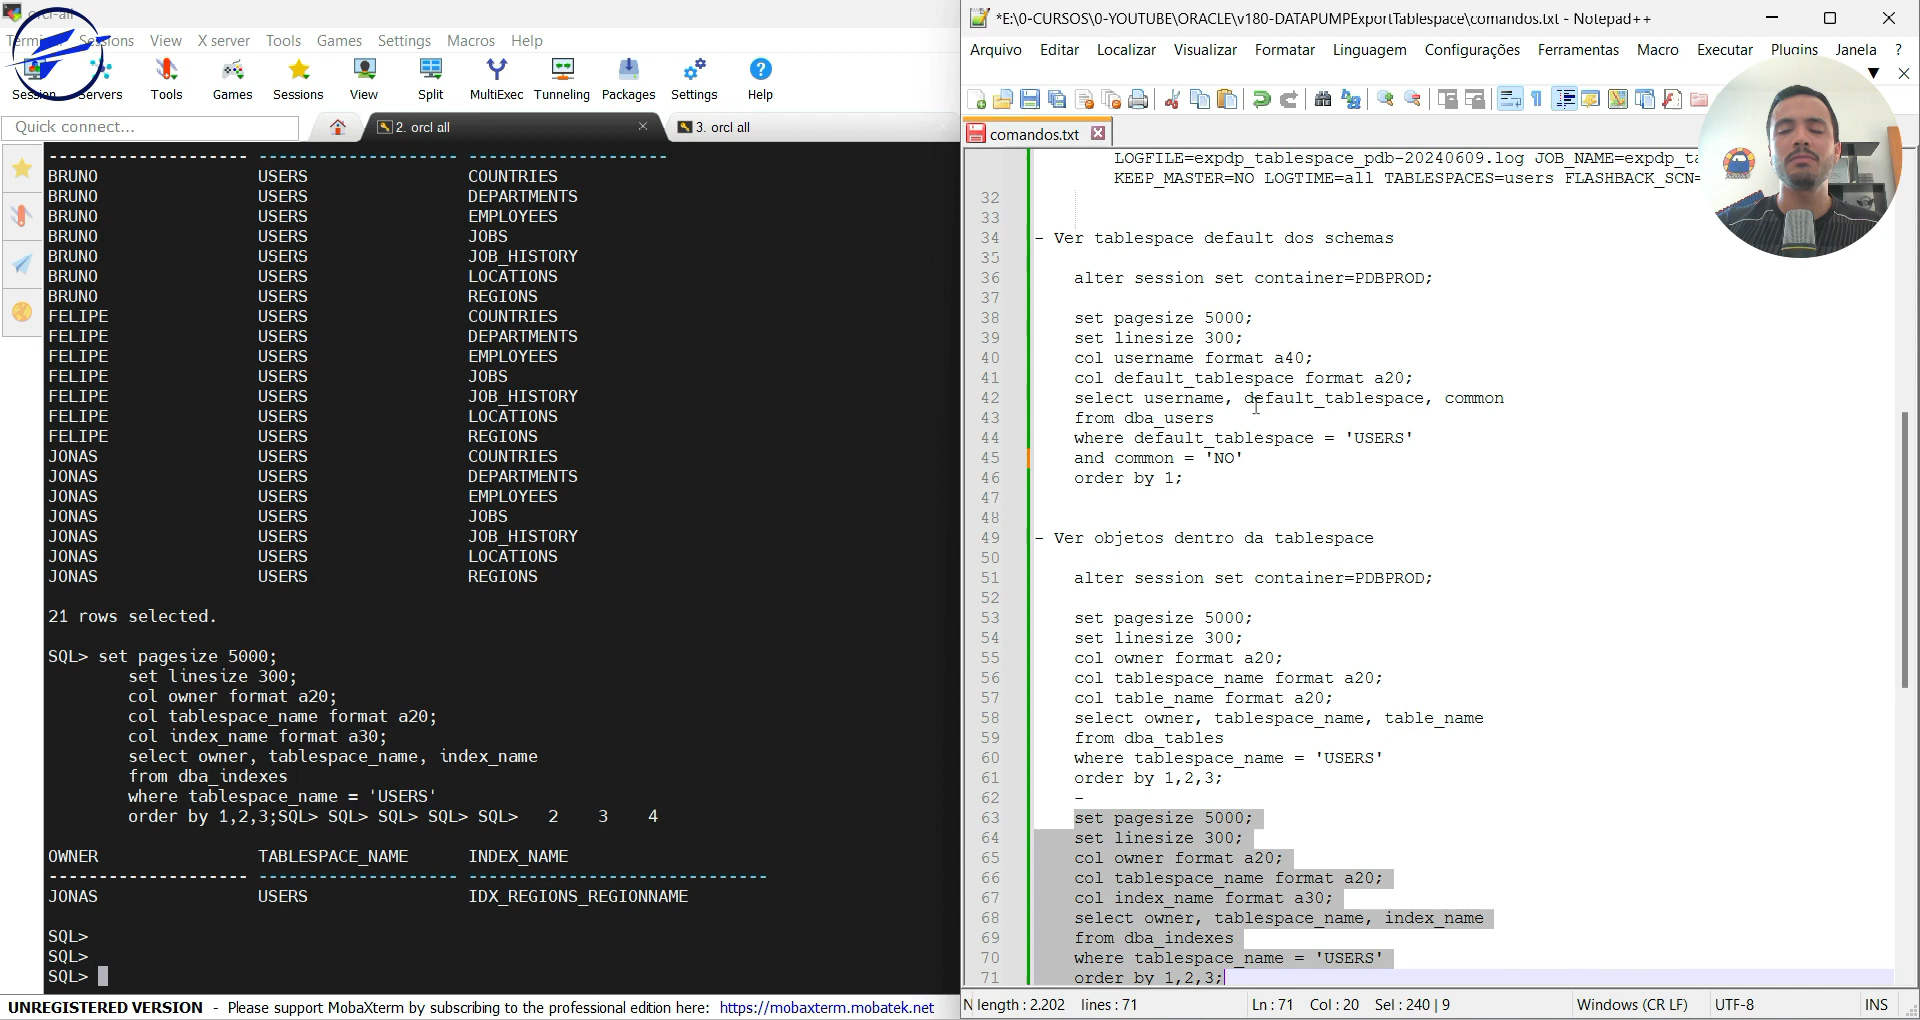 orcl-all
Terminal Sessions View X server Tools Games Settings Macros Help
Session Servers Tools Games Sessions View Split MultiExec Tunneling Packages Settings Help
Quick connect...
2. orcl all
3. orcl all
-------------------- -------------------- --------------------
BRUNO USERS COUNTRIES
BRUNO USERS DEPARTMENTS
BRUNO USERS EMPLOYEES
BRUNO USERS JOBS
BRUNO USERS JOB_HISTORY
BRUNO USERS LOCATIONS
BRUNO USERS REGIONS
FELIPE USERS COUNTRIES
FELIPE USERS DEPARTMENTS
FELIPE USERS EMPLOYEES
FELIPE USERS JOBS
FELIPE USERS JOB_HISTORY
FELIPE USERS LOCATIONS
FELIPE USERS REGIONS
JONAS USERS COUNTRIES
JONAS USERS DEPARTMENTS
JONAS USERS EMPLOYEES
JONAS USERS JOBS
JONAS USERS JOB_HISTORY
JONAS USERS LOCATIONS
JONAS USERS REGIONS
21 rows selected.
SQL> set pagesize 5000;
set linesize 300;
col owner format a20;
col tablespace_name format a20;
col index_name format a30;
select owner, tablespace_name, index_name
from dba_indexes
where tablespace_name = 'USERS'
order by 1,2,3;SQL> SQL> SQL> SQL> SQL> 2 3 4
OWNER TABLESPACE_NAME INDEX_NAME
-------------------- -------------------- ------------------------------
JONAS USERS IDX_REGIONS_REGIONNAME
SQL>
SQL>
SQL>
UNREGISTERED VERSION - Please support MobaXterm by subscribing to the professional edition here: https://mobaxterm.mobatek.net
*E:\0-CURSOS\0-YOUTUBE\ORACLE\v180-DATAPUMPExportTablespace\comandos.txt - Notepad++
Arquivo Editar Localizar Visualizar Formatar Linguagem Configurações Ferramentas Macro Executar Plugins Janela ?
comandos.txt
LOGFILE=expdp_tablespace_pdb-20240609.log JOB_NAME=expdp_ta
KEEP_MASTER=NO LOGTIME=all TABLESPACES=users FLASHBACK_SCN=
32
33
34 - Ver tablespace default dos schemas
35
36 alter session set container=PDBPROD;
37
38 set pagesize 5000;
39 set linesize 300;
40 col username format a40;
41 col default_tablespace format a20;
42 select username, default_tablespace, common
43 from dba_users
44 where default_tablespace = 'USERS'
45 and common = 'NO'
46 order by 1;
47
48
49 - Ver objetos dentro da tablespace
50
51 alter session set container=PDBPROD;
52
53 set pagesize 5000;
54 set linesize 300;
55 col owner format a20;
56 col tablespace_name format a20;
57 col table_name format a20;
58 select owner, tablespace_name, table_name
59 from dba_tables
60 where tablespace_name = 'USERS'
61 order by 1,2,3;
62 -
63 set pagesize 5000;
64 set linesize 300;
65 col owner format a20;
66 col tablespace_name format a20;
67 col index_name format a30;
68 select owner, tablespace_name, index_name
69 from dba_indexes
70 where tablespace_name = 'USERS'
71 order by 1,2,3;
N length : 2.202 lines : 71 Ln : 71 Col : 20 Sel : 240 | 9 Windows (CR LF) UTF-8 INS